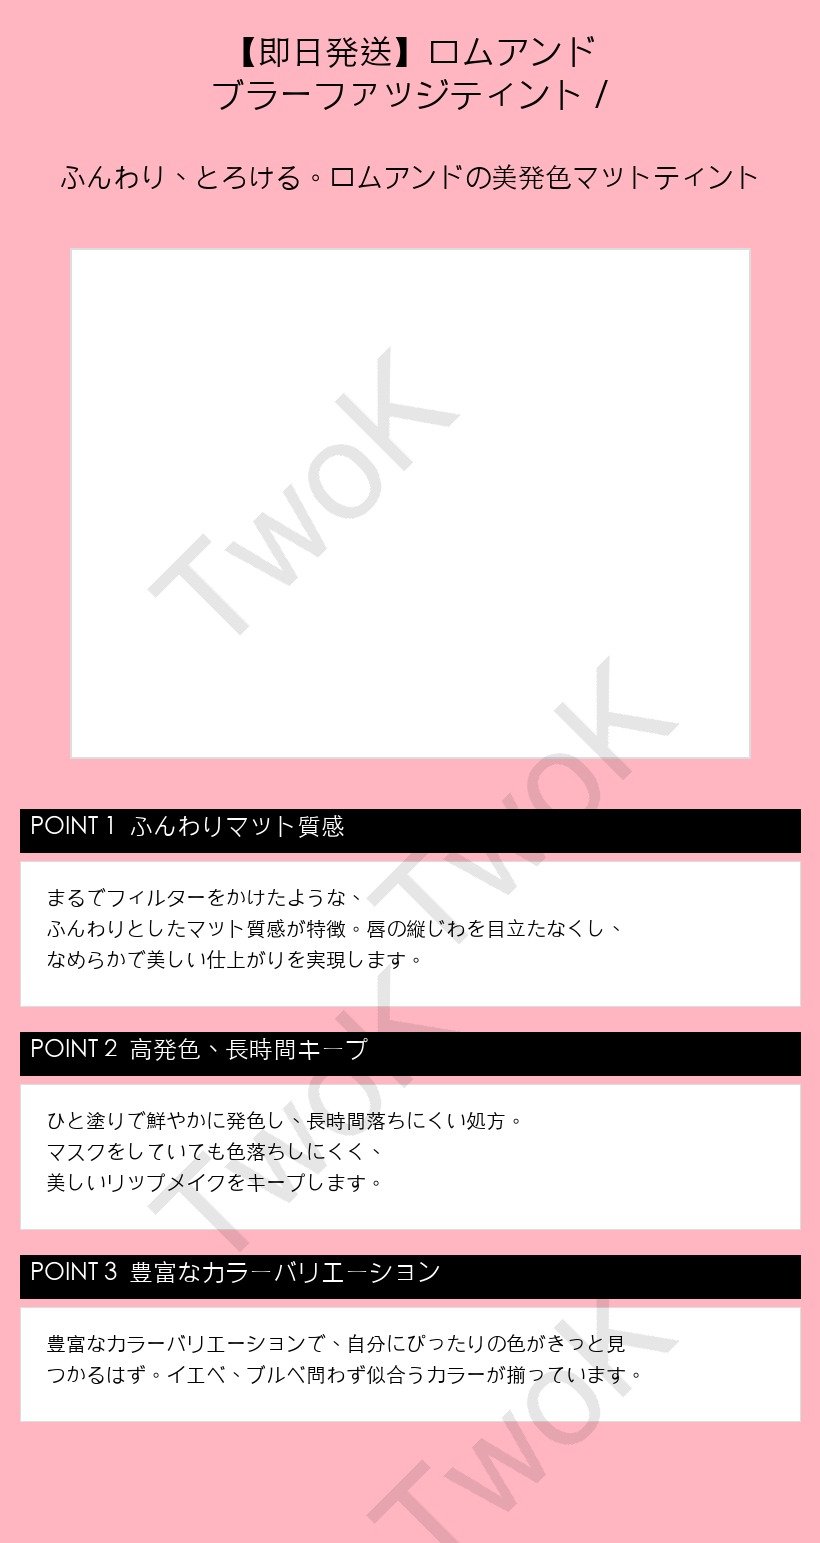 【即日発送】ロムアンド
ブラーファッジティント /
ふんわり、とろける。ロムアンドの美発色マットティント
TwoK
TwoK
POINT 1 ふんわりマット質感
まるでフィルターをかけたような、
ふんわりとしたマット質感が特徴。唇の縦じわを目立たなくし、
なめらかで美しい仕上がりを実現します。
POINT 2 高発色、長時間キープ
TwoK
ひと塗りで鮮やかに発色し、長時間落ちにくい処方。
マスクをしていても色落ちしにくく、
美しいリップメイクをキープします。
POINT 3 豊富なカラーバリエーション
豊富なカラーバリエーションで、自分にぴったりの色がきっと見
つかるはず。イエベ、ブルベ問わず似合うカラーが揃っています。
TwoK